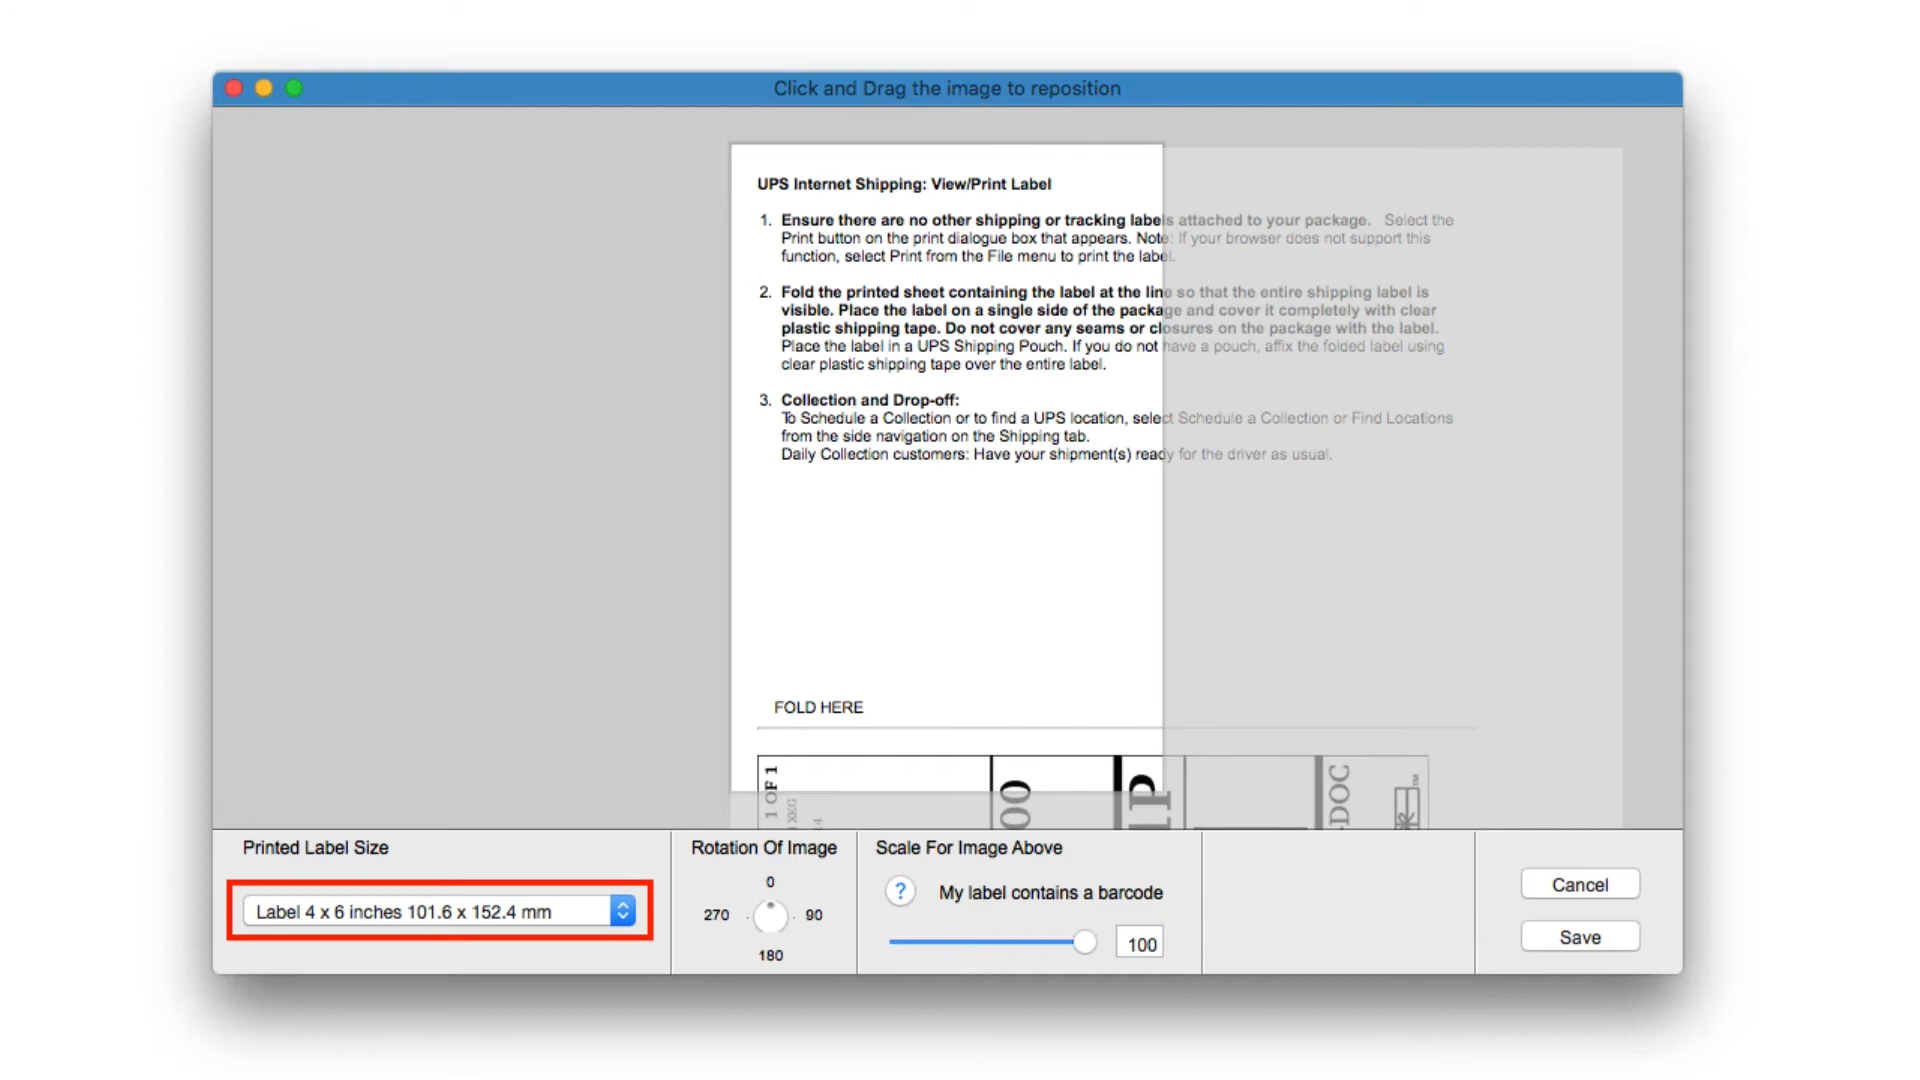 Click and Drag the image to reposition
UPS Internet Shipping: View/Print Label
1. Ensure there are no other shipping or tracking labels attached to your package. Select the
Print button on the print dialogue box that appears. Note: If your browser does not support this
function, select Print from the File menu to print the label.
2. Fold the printed sheet containing the label at the line so that the entire shipping label is
visible. Place the label on a single side of the package and cover it completely with clear
plastic shipping tape. Do not cover any seams or closures on the package with the label.
Place the label in a UPS Shipping Pouch. If you do not have a pouch, affix the folded label using
clear plastic shipping tape over the entire label.
3. Collection and Drop-off:
To Schedule a Collection or to find a UPS location, select Schedule a Collection or Find Locations
from the side navigation on the Shipping tab.
Daily Collection customers: Have your shipment(s) ready for the driver as usual.
FOLD HERE
1 OF 1
XKG
14
00
1P
-DOC
TM
Printed Label Size
Label 4 x 6 inches 101.6 x 152.4 mm
Rotation Of Image
0
270
90
180
Scale For Image Above
?
My label contains a barcode
100
Cancel
Save